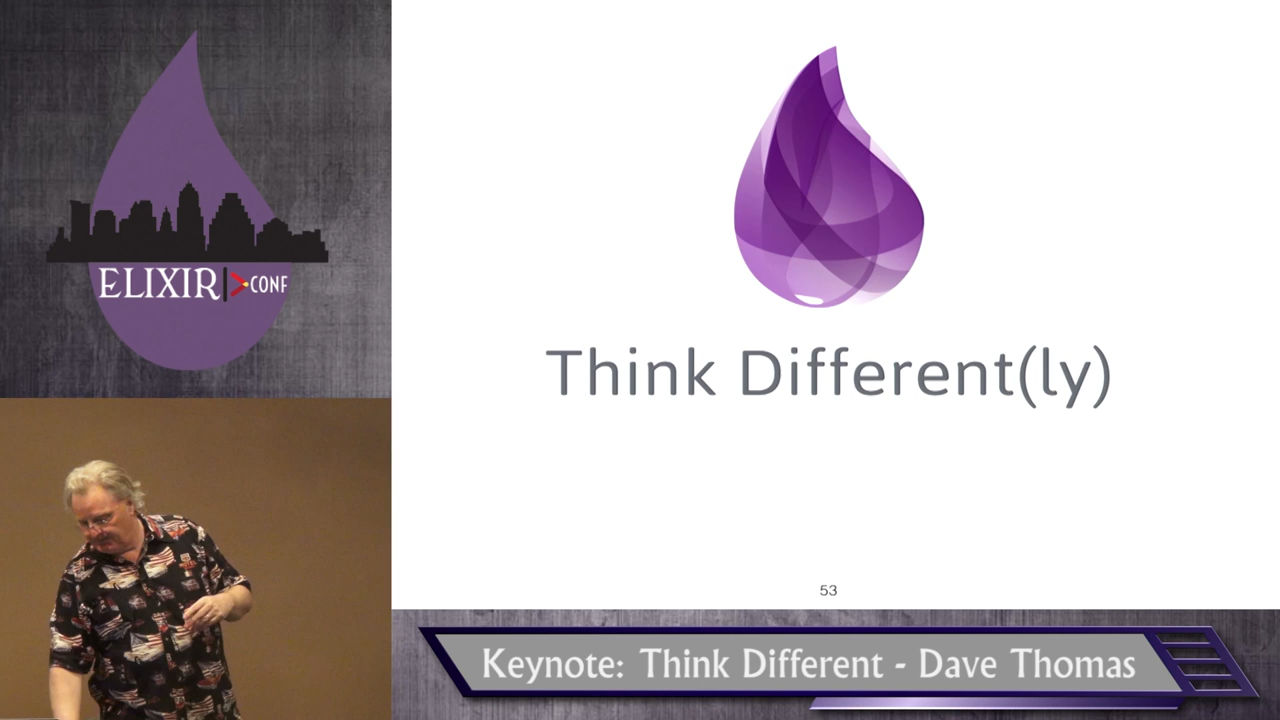 ELIXIR|>CONF
Think Different(ly)
53
Keynote: Think Different - Dave Thomas